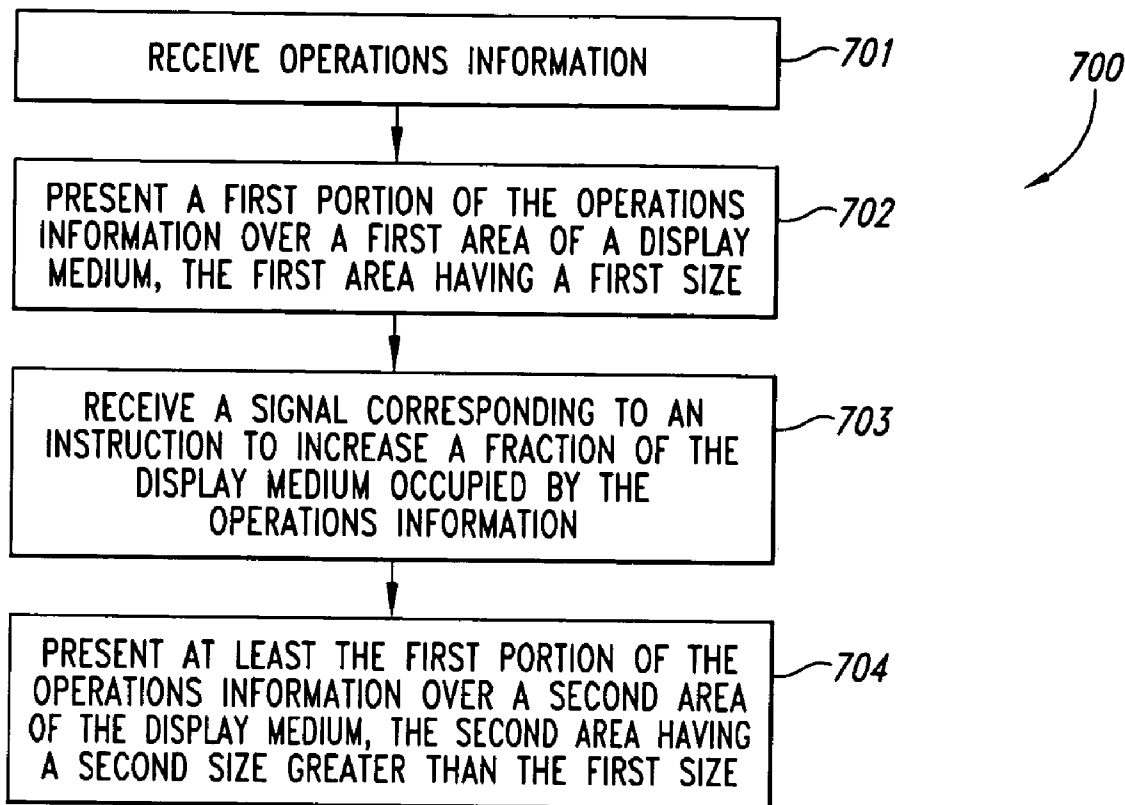 RECEIVE OPERATIONS INFORMATION
701
700
PRESENT A FIRST PORTION OF THE OPERATIONS
INFORMATION OVER A FIRST AREA OF A DISPLAY
MEDIUM, THE FIRST AREA HAVING A FIRST SIZE
702
RECEIVE A SIGNAL CORRESPONDING TO AN
INSTRUCTION TO INCREASE A FRACTION OF THE
DISPLAY MEDIUM OCCUPIED BY THE
OPERATIONS INFORMATION
703
PRESENT AT LEAST THE FIRST PORTION OF THE
OPERATIONS INFORMATION OVER A SECOND AREA
OF THE DISPLAY MEDIUM, THE SECOND AREA HAVING
A SECOND SIZE GREATER THAN THE FIRST SIZE
704